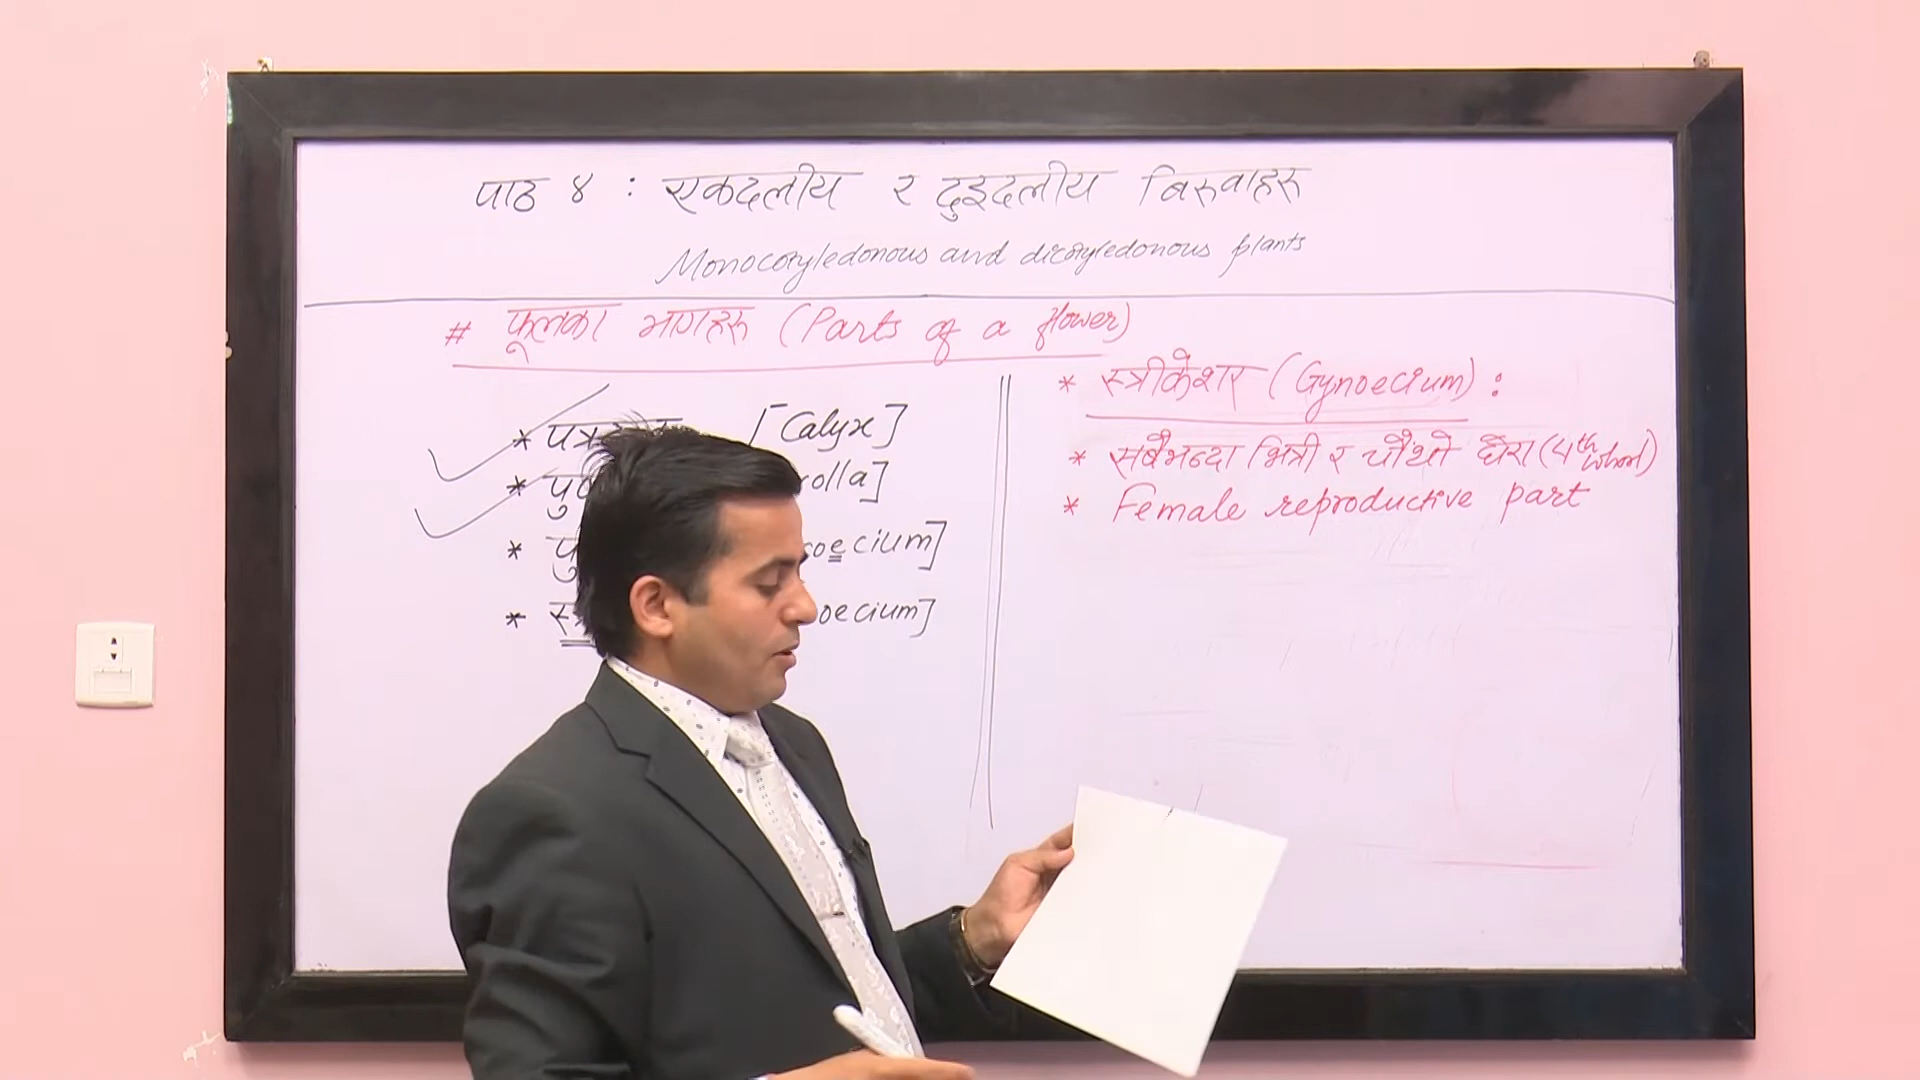 पाठ ४ : एकदलीय र दुइदलीय बिरुवाहरु
Monocotyledonous and dicotyledonous plants
# फूलका भागहरु (Parts of a flower)
* [Calyx]
* rolla]
* oecium]
* oecium]
* स्त्रीकेशर (Gynoecium) :
* सबैभन्दा भित्री र चौथो घेरा (4th whorl)
* Female reproductive part